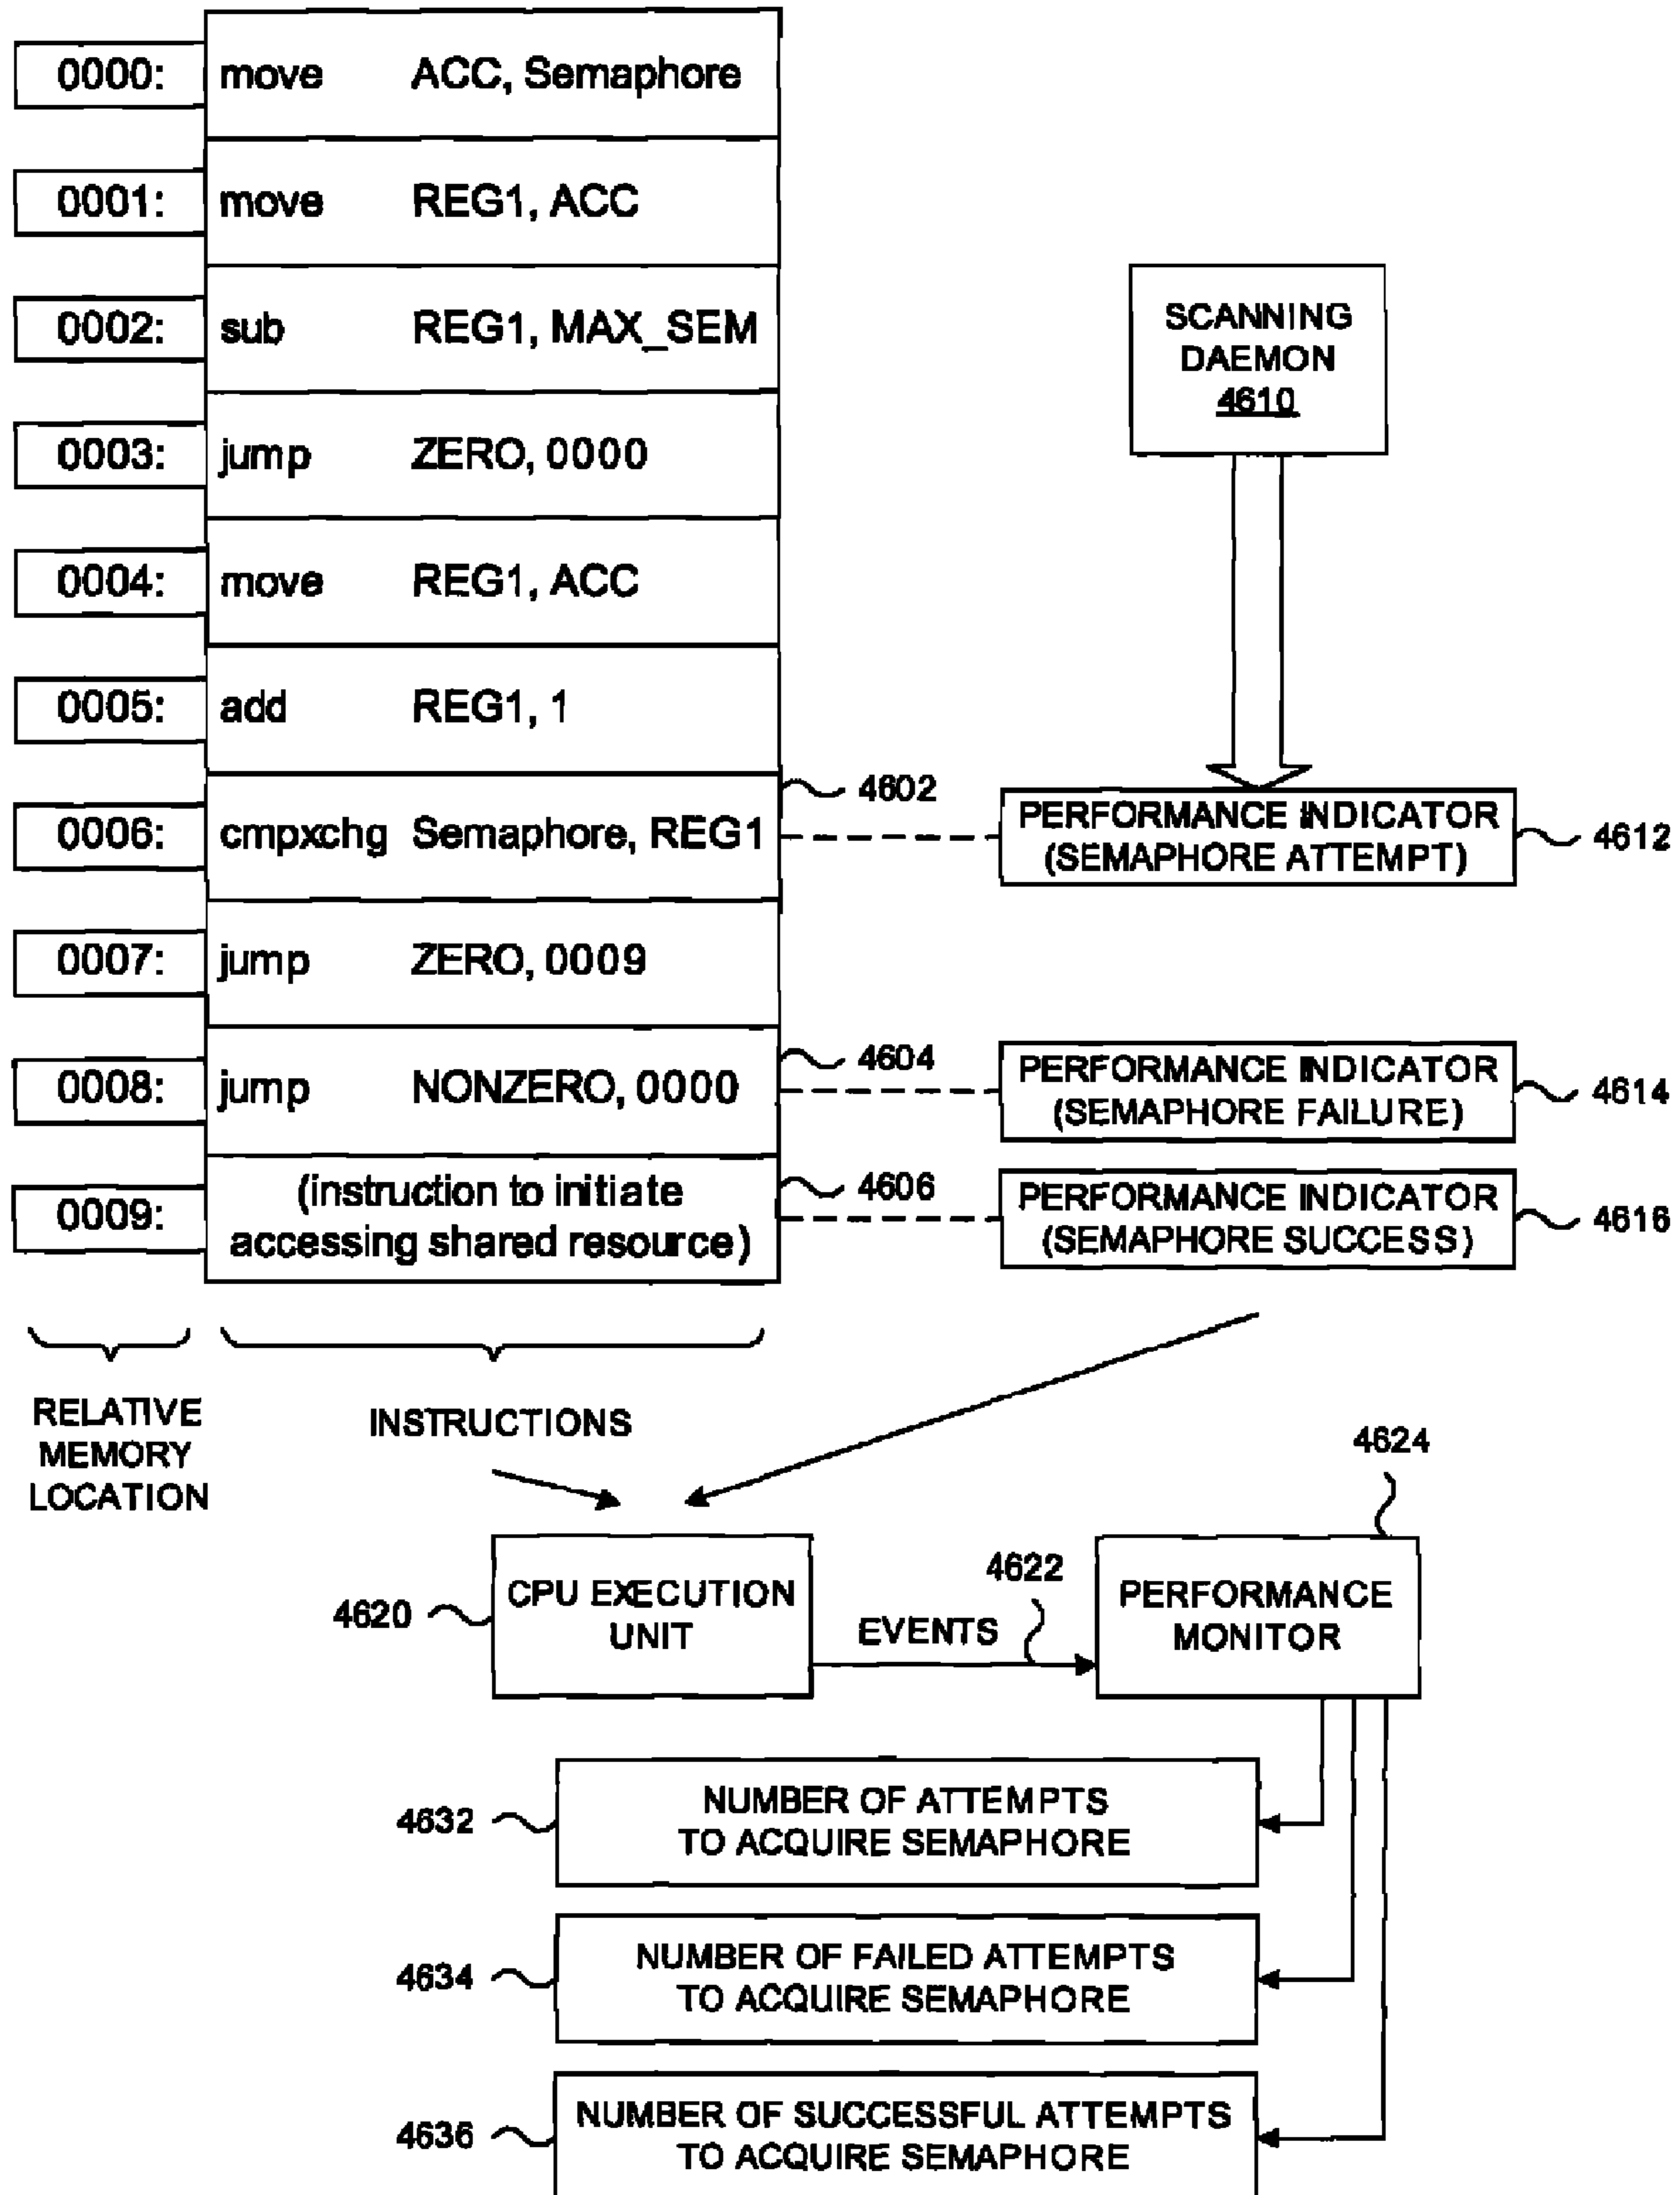 0000: move ACC, Semaphore
0001: move REG1, ACC
0002: sub REG1, MAX_SEM
0003: jump ZERO, 0000
0004: move REG1, ACC
0005: add REG1, 1
0006: cmpxchg Semaphore, REG1
0007: jump ZERO, 0009
0008: jump NONZERO, 0000
0009: (instruction to initiate
accessing shared resource)
SCANNING
DAEMON
4610
4602
PERFORMANCE INDICATOR
(SEMAPHORE ATTEMPT)
4612
4604
PERFORMANCE INDICATOR
(SEMAPHORE FAILURE)
4614
4606
PERFORMANCE INDICATOR
(SEMAPHORE SUCCESS)
4616
RELATIVE
MEMORY
LOCATION
INSTRUCTIONS
4620
CPU EXECUTION
UNIT
4622
EVENTS
4624
PERFORMANCE
MONITOR
4632
NUMBER OF ATTEMPTS
TO ACQUIRE SEMAPHORE
4634
NUMBER OF FAILED ATTEMPTS
TO ACQUIRE SEMAPHORE
4636
NUMBER OF SUCCESSFUL ATTEMPTS
TO ACQUIRE SEMAPHORE